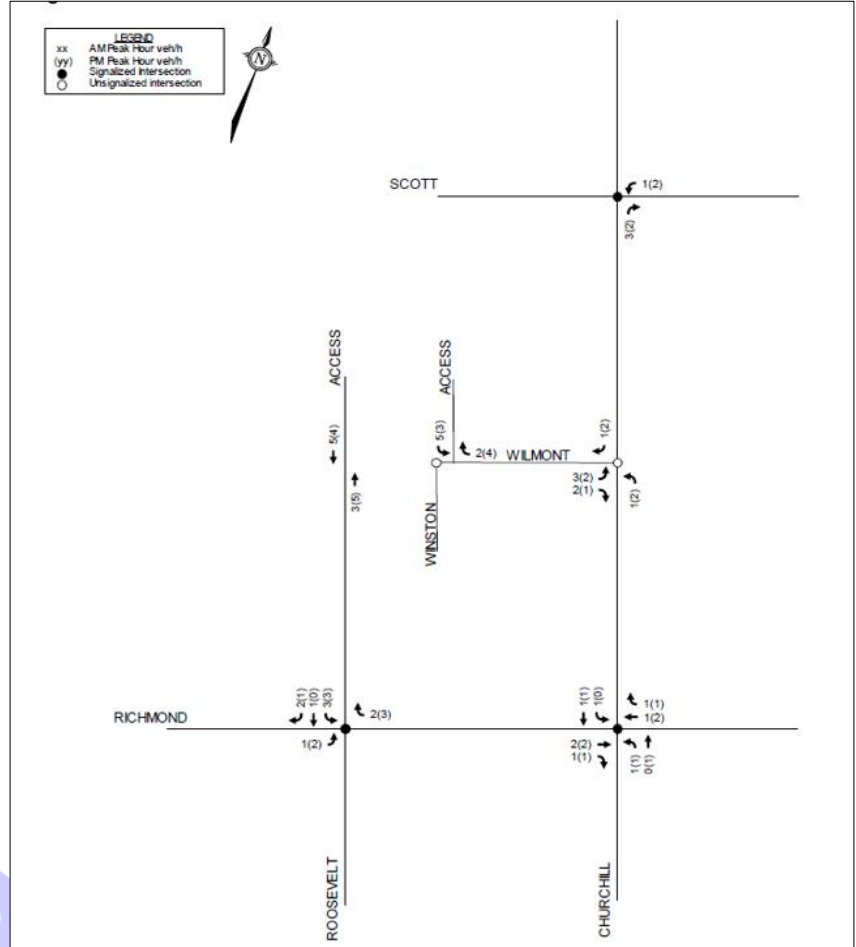 LEGEND
xx AM Peak Hour veh/h
(yy) PM Peak Hour veh/h
Signalized Intersection
Unsignalized intersection
N
SCOTT
1(2)
3(2)
ACCESS
ACCESS
5(4)
3(5)
5(3)
2(4)
WILMONT
1(2)
3(2)
2(1)
1(2)
WINSTON
RICHMOND
2(1)
1(0)
3(3)
2(3)
1(2)
1(1)
1(0)
1(1)
1(2)
2(2)
1(1)
1(1)
0(1)
ROOSEVELT
CHURCHILL